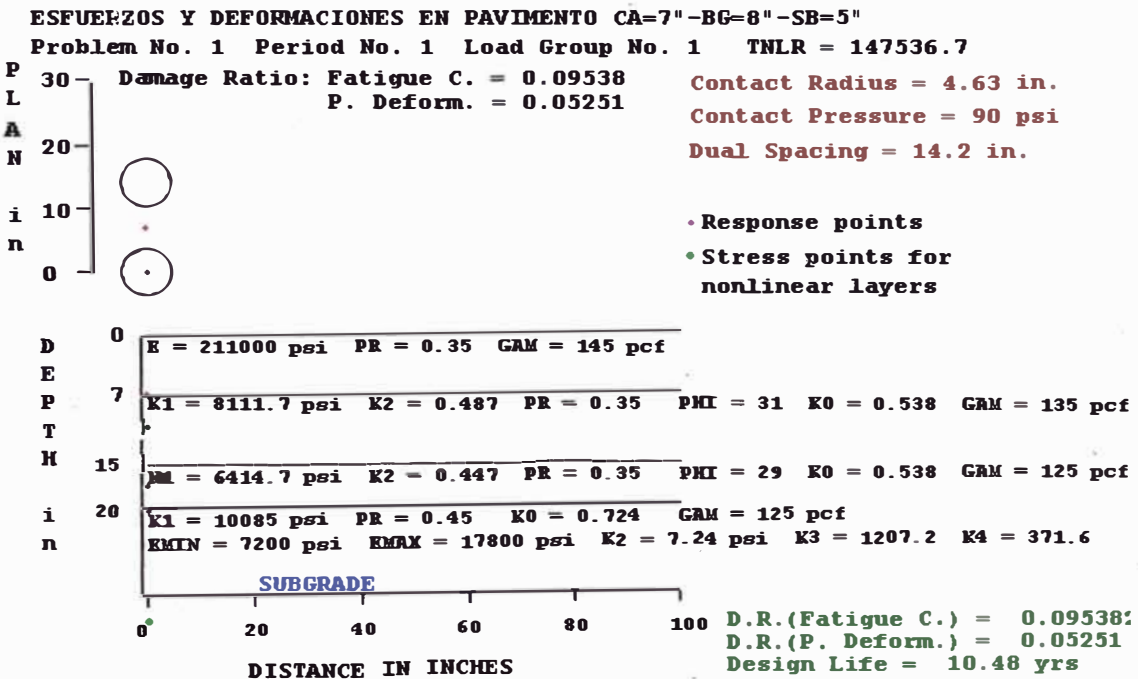 ESFUERZOS Y DEFORMACIONES EN PAVIMENTO CA=7"-BG=8"-SB=5"
Problem No. 1 Period No. 1 Load Group No. 1 TNLR = 147536.7
Damage Ratio: Fatigue C. = 0.09538
P. Deform. = 0.05251
Contact Radius = 4.63 in.
Contact Pressure = 90 psi
Dual Spacing = 14.2 in.
PLAN in
30
20
10
0
Response points
Stress points for
nonlinear layers
DEPTH in
0
E = 211000 psi PR = 0.35 GAM = 145 pcf
7
K1 = 8111.7 psi K2 = 0.487 PR = 0.35 PHI = 31 K0 = 0.538 GAM = 135 pcf
15
= 6414.7 psi K2 = 0.447 PR = 0.35 PHI = 29 K0 = 0.538 GAM = 125 pcf
20
K1 = 10085 psi PR = 0.45 K0 = 0.724 GAM = 125 pcf
EMIN = 7200 psi EMAX = 17800 psi K2 = 7.24 psi K3 = 1207.2 K4 = 371.6
SUBGRADE
0 20 40 60 80 100
DISTANCE IN INCHES
D.R.(Fatigue C.) = 0.09538
D.R.(P. Deform.) = 0.05251
Design Life = 10.48 yrs